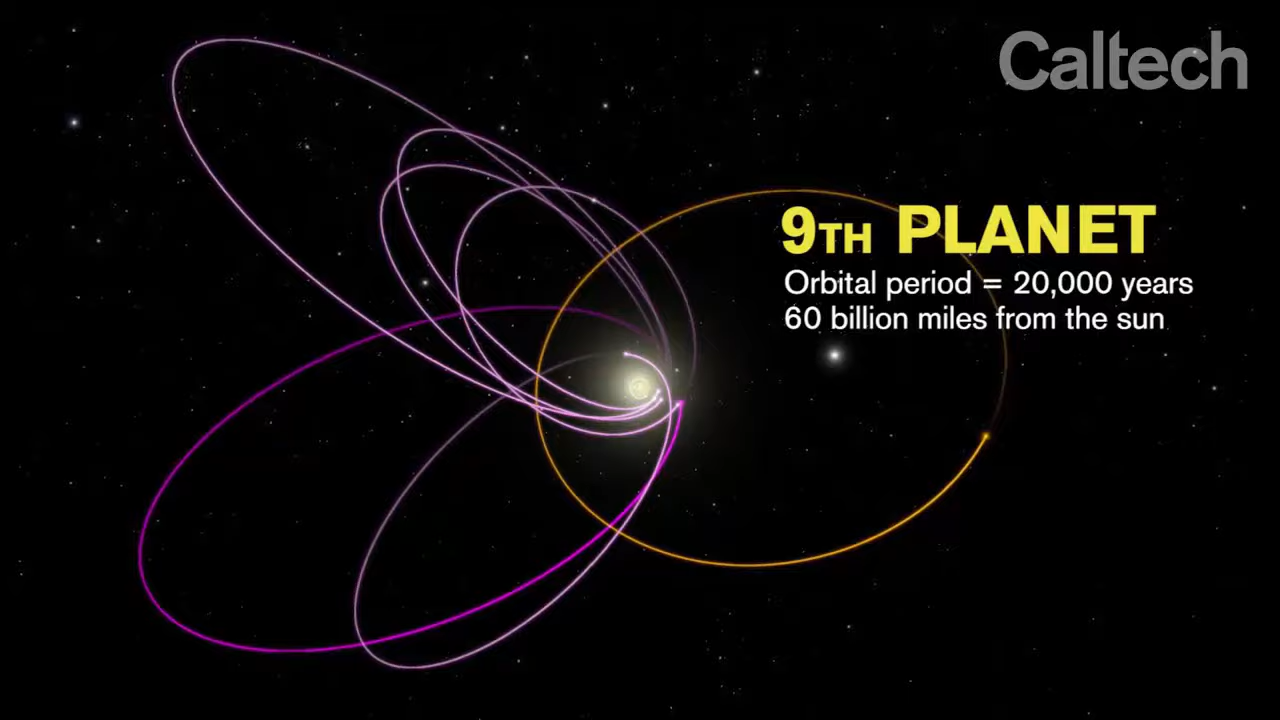 Caltech
9TH PLANET
Orbital period = 20,000 years
60 billion miles from the sun